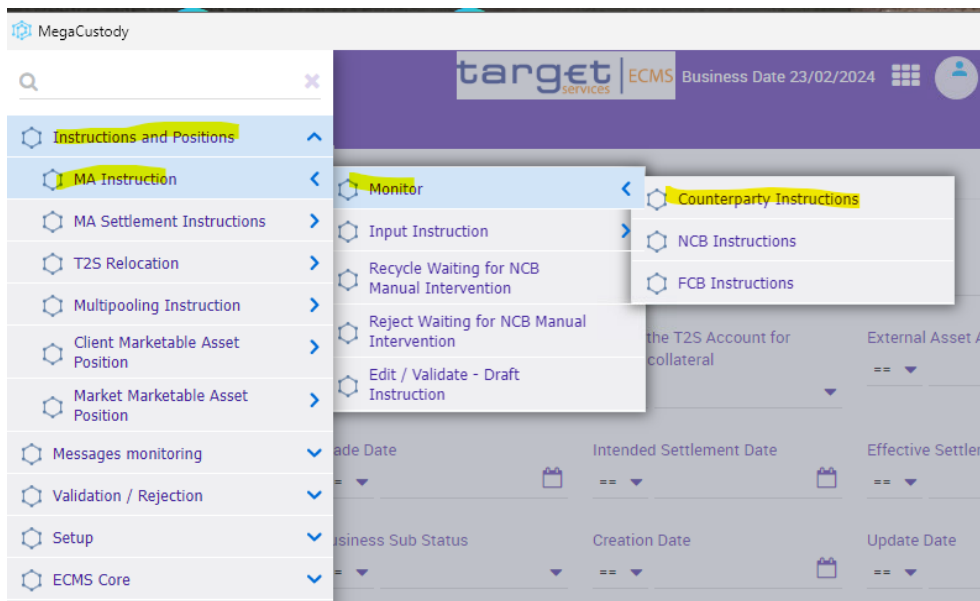 MegaCustody
target
services
ECMS
Business Date 23/02/2024
Instructions and Positions
MA Instruction
MA Settlement Instructions
T2S Relocation
Multipooling Instruction
Client Marketable Asset
Position
Market Marketable Asset
Position
Messages monitoring
Validation / Rejection
Setup
ECMS Core
Monitor
Input Instruction
Recycle Waiting for NCB
Manual Intervention
Reject Waiting for NCB Manual
Intervention
Edit / Validate - Draft
Instruction
Counterparty Instructions
NCB Instructions
FCB Instructions
the T2S Account for
collateral
External Asset A
==
ade Date
=
Intended Settlement Date
==
Effective Settler
==
usiness Sub Status
=
Creation Date
==
Update Date
==